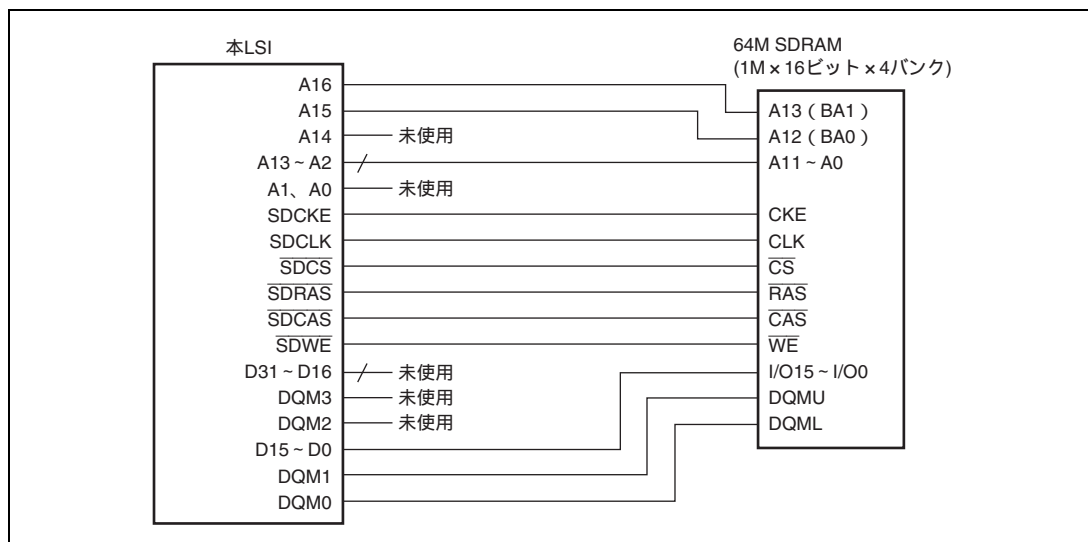 本LSI
A16
A15
A14
A13 ~ A2
A1、A0
SDCKE
SDCLK
SDCS
SDRAS
SDCAS
SDWE
D31 ~ D16
DQM3
DQM2
D15 ~ D0
DQM1
DQM0
未使用
未使用
未使用
未使用
未使用
64M SDRAM
(1M × 16ビット × 4バンク)
A13 ( BA1 )
A12 ( BA0 )
A11 ~ A0
CKE
CLK
CS
RAS
CAS
WE
I/O15 ~ I/O0
DQMU
DQML